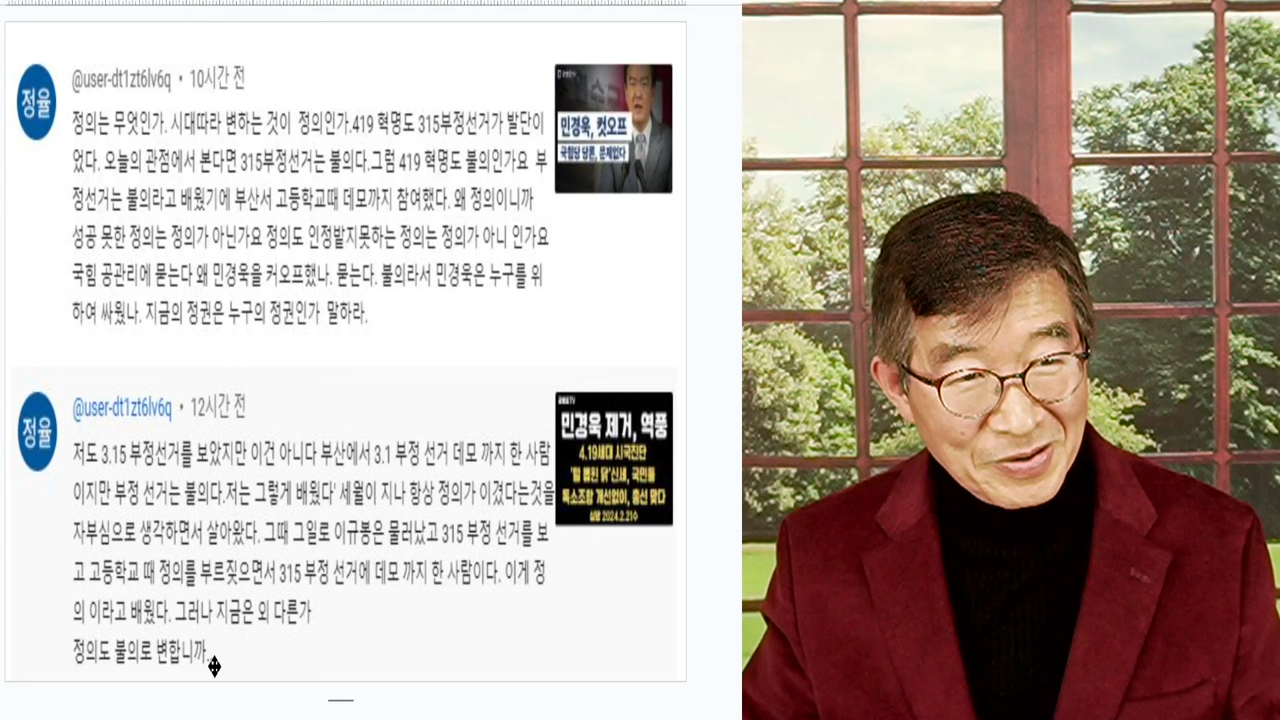 정율
@user-dt1zt6lv6q • 10시간 전
정의는 무엇인가. 시대따라 변하는 것이 정의인가.419 혁명도 315부정선거가 발단이
었다. 오늘의 관점에서 본다면 315부정선거는 불의다.그럼 419 혁명도 불의인가요 부
정선거는 불의라고 배웠기에 부산서 고등학교때 데모까지 참여했다. 왜 정의이니까
성공 못한 정의는 정의가 아닌가요 정의도 인정발지못하는 정의는 정의가 아니 인가요
국힘 공관리에 묻는다 왜 민경욱을 커오프했나. 묻는다. 불의라서 민경욱은 누구를 위
하여 싸웠나. 지금의 정권은 누구의 정권인가 말하라.
민경욱, 컷오프
국힘당 당론, 문제없다
정율
@user-dt1zt6lv6q • 12시간 전
저도 3.15 부정선거를 보았지만 이건 아니다 부산에서 3.1 부정 선거 데모 까지 한 사람
이지만 부정 선거는 불의다.저는 그렇게 배웠다' 세월이 지나 항상 정의가 이겼다는것을
자부심으로 생각하면서 살아왔다. 그때 그일로 이규봉은 물러났고 315 부정 선거를 보
고 고등학교 때 정의를 부르짖으면서 315 부정 선거에 데모 까지 한 사람이다. 이게 정
의 이라고 배웠다. 그러나 지금은 외 다른가
정의도 불의로 변합니까..
공병호TV
민경욱 제거, 역풍
4.19세대 시국진단
'털 뽑힌 닭'신세, 국민들
특소조항 개선없이, 총선 맞다
실방 2024.2.21수